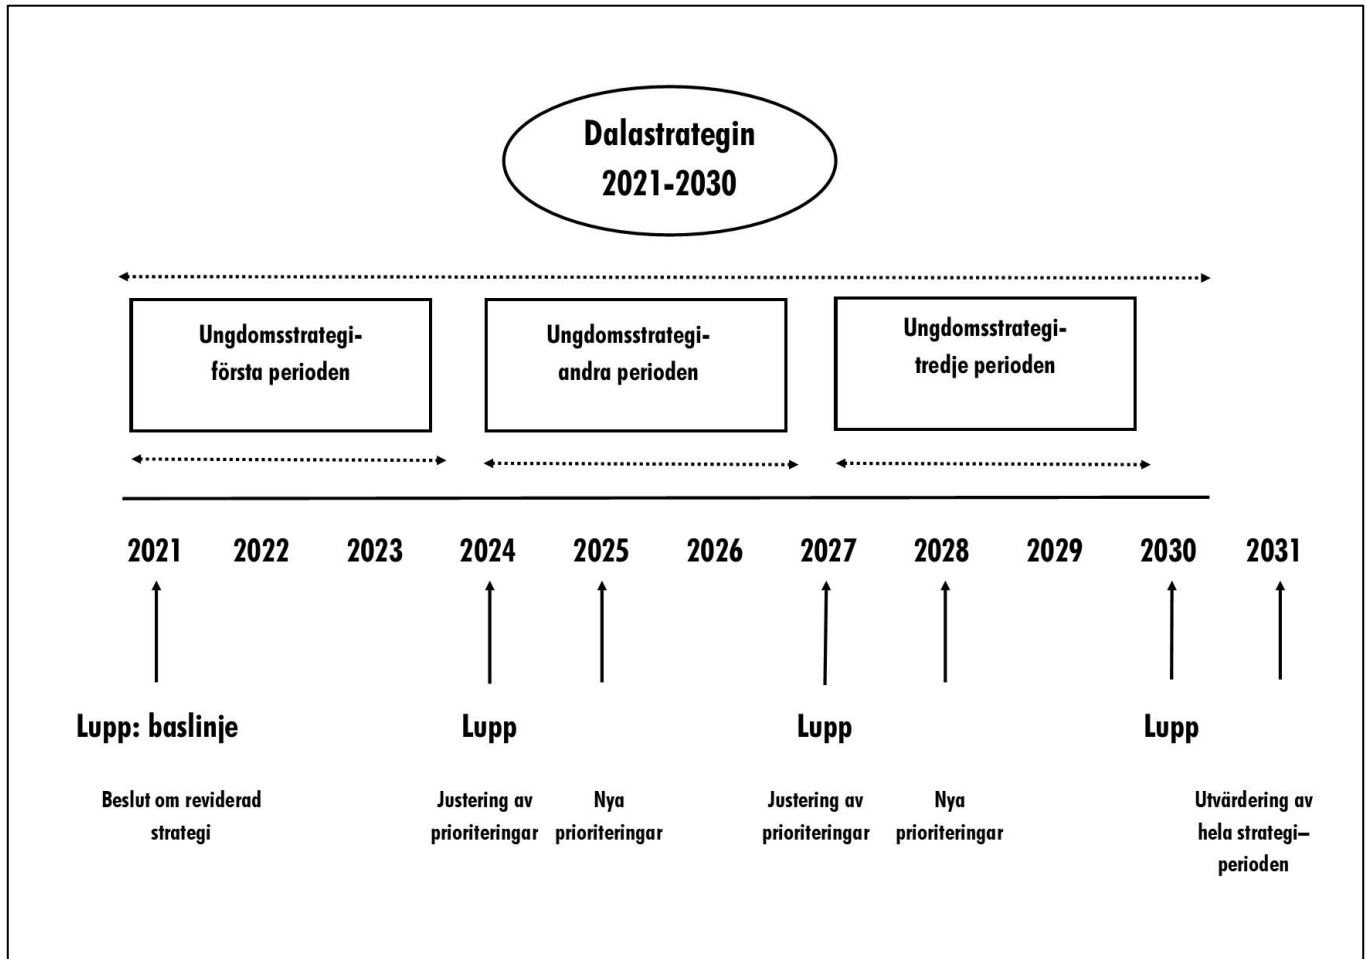 Dalastrategin
2021-2030
Ungdomsstrategi-
första perioden
Ungdomsstrategi-
andra perioden
Ungdomsstrategi-
tredje perioden
2021 2022 2023 2024 2025 2026 2027 2028 2029 2030 2031
Lupp: baslinje
Lupp
Lupp
Lupp
Beslut om reviderad
strategi
Justering av
prioriteringar
Nya
prioriteringar
Justering av
prioriteringar
Nya
prioriteringar
Utvärdering av
hela strategi–
perioden